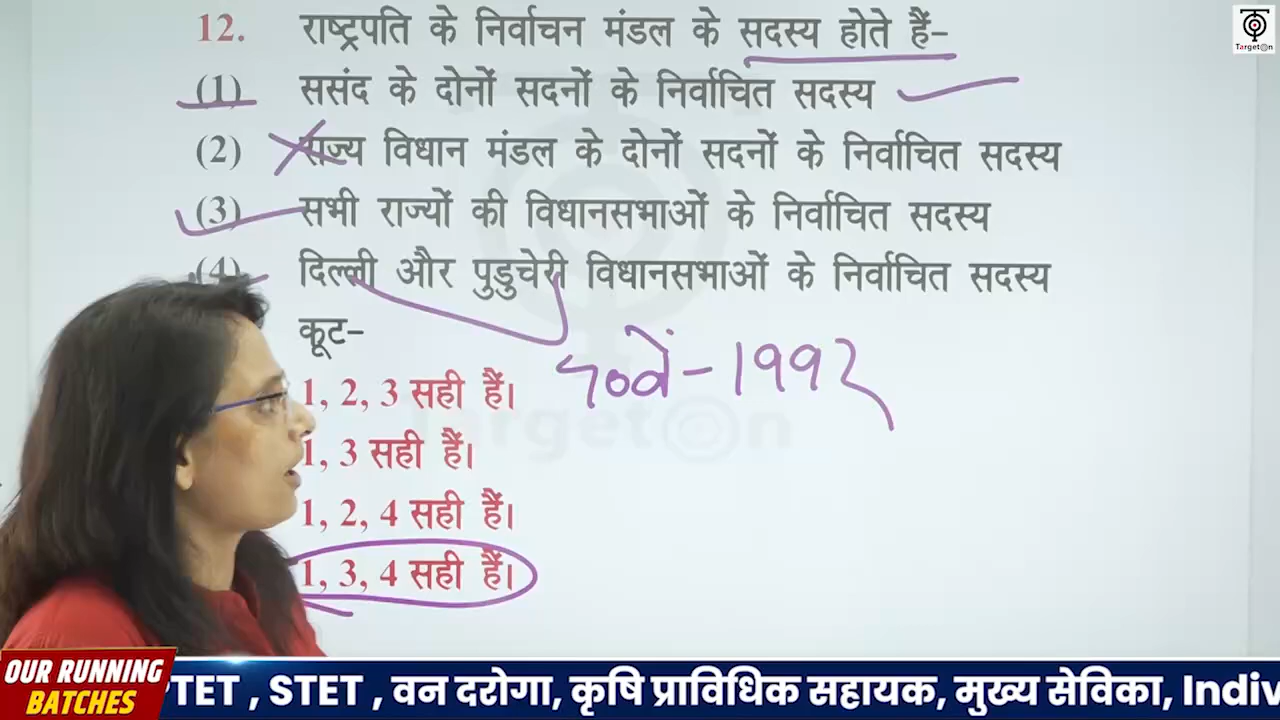 12. राष्ट्रपति के निर्वाचन मंडल के सदस्य होते हैं-
(1) ससंद के दोनों सदनों के निर्वाचित सदस्य
(2) राज्य विधान मंडल के दोनों सदनों के निर्वाचित सदस्य
(3) सभी राज्यों की विधानसभाओं के निर्वाचित सदस्य
(4) दिल्ली और पुडुचेरी विधानसभाओं के निर्वाचित सदस्य
कूट-
70वें - 1992
1, 2, 3 सही हैं।
1, 3 सही हैं।
1, 2, 4 सही हैं।
1, 3, 4 सही हैं।
TargetOn
TargetOn
OUR RUNNING
BATCHES
TET , STET , वन दरोगा, कृषि प्राविधिक सहायक, मुख्य सेविका, Indiv